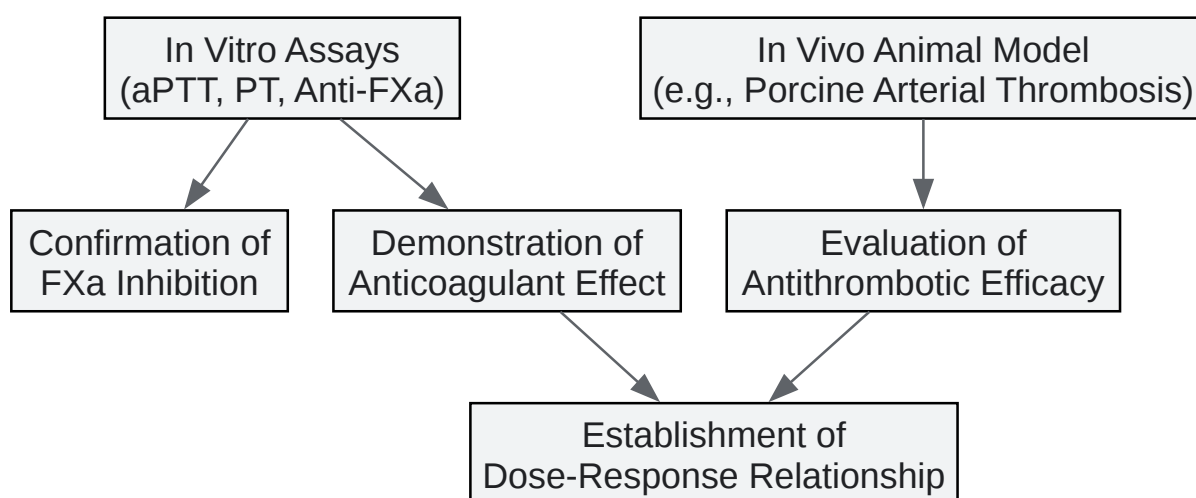 In Vitro Assays
(aPTT, PT, Anti-FXa)
In Vivo Animal Model
(e.g., Porcine Arterial Thrombosis)
Confirmation of
FXa Inhibition
Demonstration of
Anticoagulant Effect
Evaluation of
Antithrombotic Efficacy
Establishment of
Dose-Response Relationship